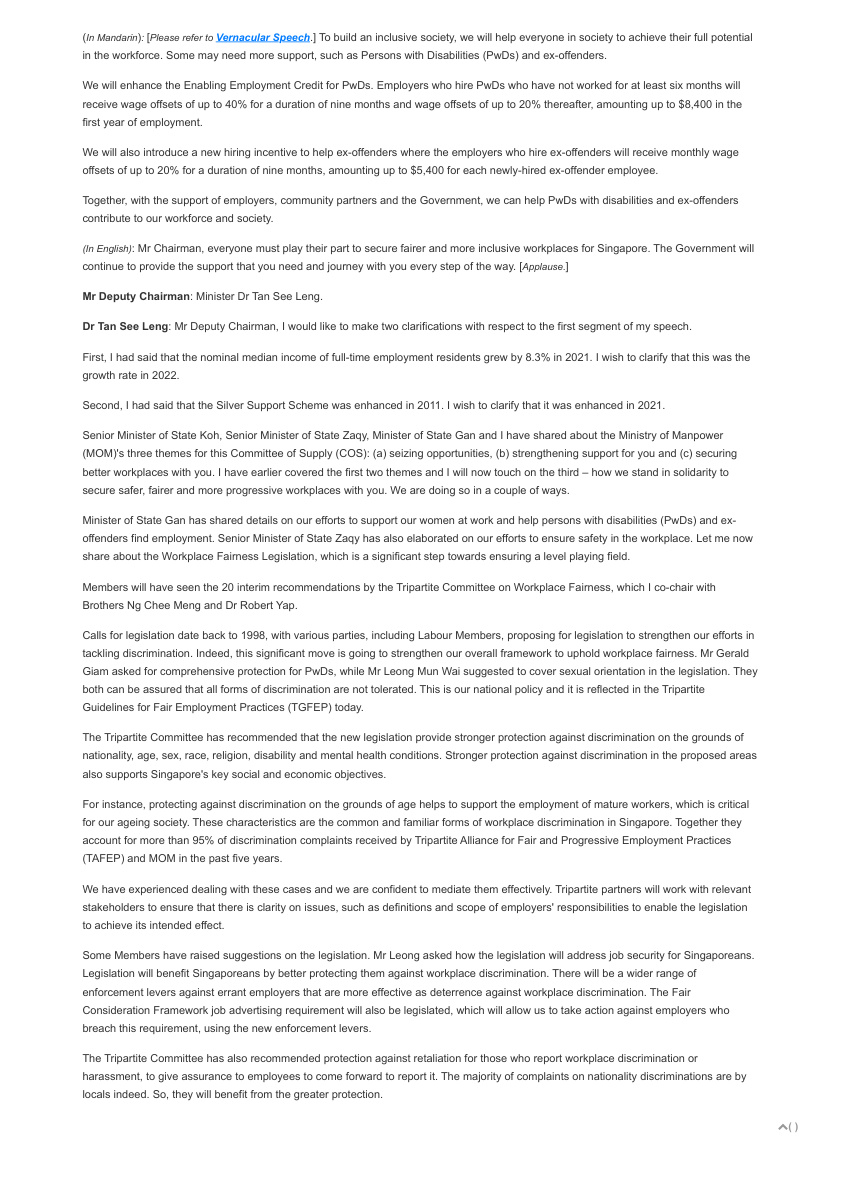 (In Mandarin): [Please refer to Vernacular Speech.] To build an inclusive society, we will help everyone in society to achieve their full potential
in the workforce. Some may need more support, such as Persons with Disabilities (PwDs) and ex-offenders.
We will enhance the Enabling Employment Credit for PwDs. Employers who hire PwDs who have not worked for at least six months will
receive wage offsets of up to 40% for a duration of nine months and wage offsets of up to 20% thereafter, amounting up to $8,400 in the
first year of employment.
We will also introduce a new hiring incentive to help ex-offenders where the employers who hire ex-offenders will receive monthly wage
offsets of up to 20% for a duration of nine months, amounting up to $5,400 for each newly-hired ex-offender employee.
Together, with the support of employers, community partners and the Government, we can help PwDs with disabilities and ex-offenders
contribute to our workforce and society.
(In English): Mr Chairman, everyone must play their part to secure fairer and more inclusive workplaces for Singapore. The Government will
continue to provide the support that you need and journey with you every step of the way. [Applause.]
Mr Deputy Chairman: Minister Dr Tan See Leng.
Dr Tan See Leng: Mr Deputy Chairman, I would like to make two clarifications with respect to the first segment of my speech.
First, I had said that the nominal median income of full-time employment residents grew by 8.3% in 2021. I wish to clarify that this was the
growth rate in 2022.
Second, I had said that the Silver Support Scheme was enhanced in 2011. I wish to clarify that it was enhanced in 2021.
Senior Minister of State Koh, Senior Minister of State Zaqy, Minister of State Gan and I have shared about the Ministry of Manpower
(MOM)'s three themes for this Committee of Supply (COS): (a) seizing opportunities, (b) strengthening support for you and (c) securing
better workplaces with you. I have earlier covered the first two themes and I will now touch on the third – how we stand in solidarity to
secure safer, fairer and more progressive workplaces with you. We are doing so in a couple of ways.
Minister of State Gan has shared details on our efforts to support our women at work and help persons with disabilities (PwDs) and ex-
offenders find employment. Senior Minister of State Zaqy has also elaborated on our efforts to ensure safety in the workplace. Let me now
share about the Workplace Fairness Legislation, which is a significant step towards ensuring a level playing field.
Members will have seen the 20 interim recommendations by the Tripartite Committee on Workplace Fairness, which I co-chair with
Brothers Ng Chee Meng and Dr Robert Yap.
Calls for legislation date back to 1998, with various parties, including Labour Members, proposing for legislation to strengthen our efforts in
tackling discrimination. Indeed, this significant move is going to strengthen our overall framework to uphold workplace fairness. Mr Gerald
Giam asked for comprehensive protection for PwDs, while Mr Leong Mun Wai suggested to cover sexual orientation in the legislation. They
both can be assured that all forms of discrimination are not tolerated. This is our national policy and it is reflected in the Tripartite
Guidelines for Fair Employment Practices (TGFEP) today.
The Tripartite Committee has recommended that the new legislation provide stronger protection against discrimination on the grounds of
nationality, age, sex, race, religion, disability and mental health conditions. Stronger protection against discrimination in the proposed areas
also supports Singapore's key social and economic objectives.
For instance, protecting against discrimination on the grounds of age helps to support the employment of mature workers, which is critical
for our ageing society. These characteristics are the common and familiar forms of workplace discrimination in Singapore. Together they
account for more than 95% of discrimination complaints received by Tripartite Alliance for Fair and Progressive Employment Practices
(TAFEP) and MOM in the past five years.
We have experienced dealing with these cases and we are confident to mediate them effectively. Tripartite partners will work with relevant
stakeholders to ensure that there is clarity on issues, such as definitions and scope of employers' responsibilities to enable the legislation
to achieve its intended effect.
Some Members have raised suggestions on the legislation. Mr Leong asked how the legislation will address job security for Singaporeans.
Legislation will benefit Singaporeans by better protecting them against workplace discrimination. There will be a wider range of
enforcement levers against errant employers that are more effective as deterrence against workplace discrimination. The Fair
Consideration Framework job advertising requirement will also be legislated, which will allow us to take action against employers who
breach this requirement, using the new enforcement levers.
The Tripartite Committee has also recommended protection against retaliation for those who report workplace discrimination or
harassment, to give assurance to employees to come forward to report it. The majority of complaints on nationality discriminations are by
locals indeed. So, they will benefit from the greater protection.
( )